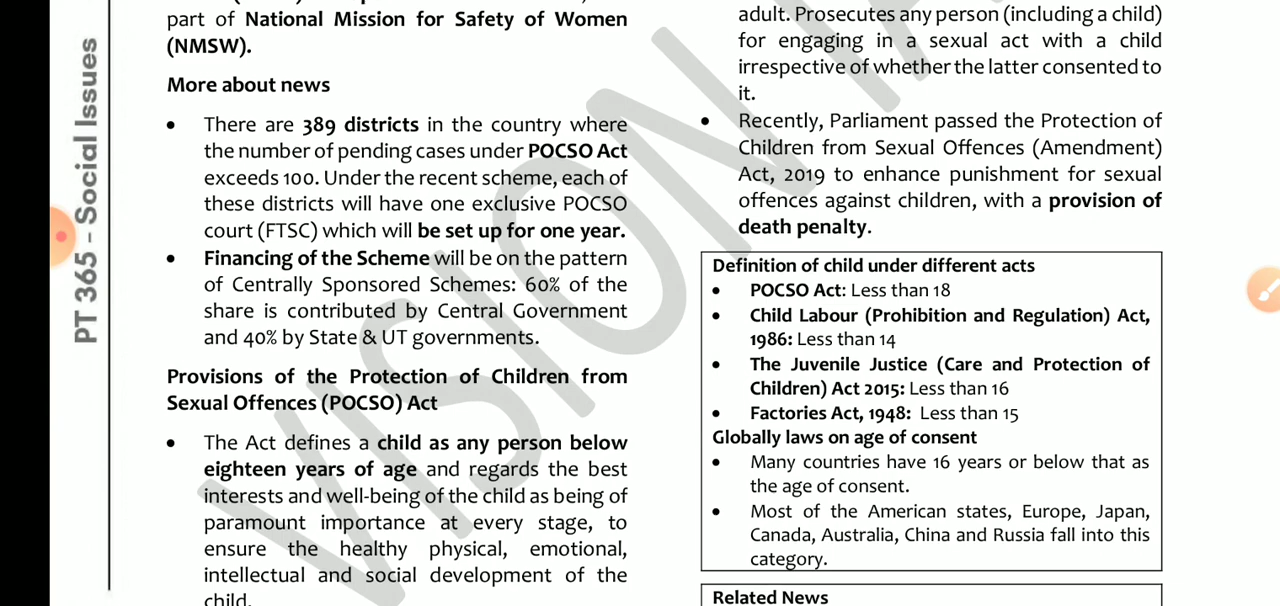 PT 365 - Social Issues
part of National Mission for Safety of Women
(NMSW).
More about news
• There are 389 districts in the country where
the number of pending cases under POCSO Act
exceeds 100. Under the recent scheme, each of
these districts will have one exclusive POCSO
court (FTSC) which will be set up for one year.
• Financing of the Scheme will be on the pattern
of Centrally Sponsored Schemes: 60% of the
share is contributed by Central Government
and 40% by State & UT governments.
Provisions of the Protection of Children from
Sexual Offences (POCSO) Act
• The Act defines a child as any person below
eighteen years of age and regards the best
interests and well-being of the child as being of
paramount importance at every stage, to
ensure the healthy physical, emotional,
intellectual and social development of the
child.
adult. Prosecutes any person (including a child)
for engaging in a sexual act with a child
irrespective of whether the latter consented to
it.
• Recently, Parliament passed the Protection of
Children from Sexual Offences (Amendment)
Act, 2019 to enhance punishment for sexual
offences against children, with a provision of
death penalty.
Definition of child under different acts
• POCSO Act: Less than 18
• Child Labour (Prohibition and Regulation) Act,
1986: Less than 14
• The Juvenile Justice (Care and Protection of
Children) Act 2015: Less than 16
• Factories Act, 1948: Less than 15
Globally laws on age of consent
• Many countries have 16 years or below that as
the age of consent.
• Most of the American states, Europe, Japan,
Canada, Australia, China and Russia fall into this
category.
Related News
VISION IA